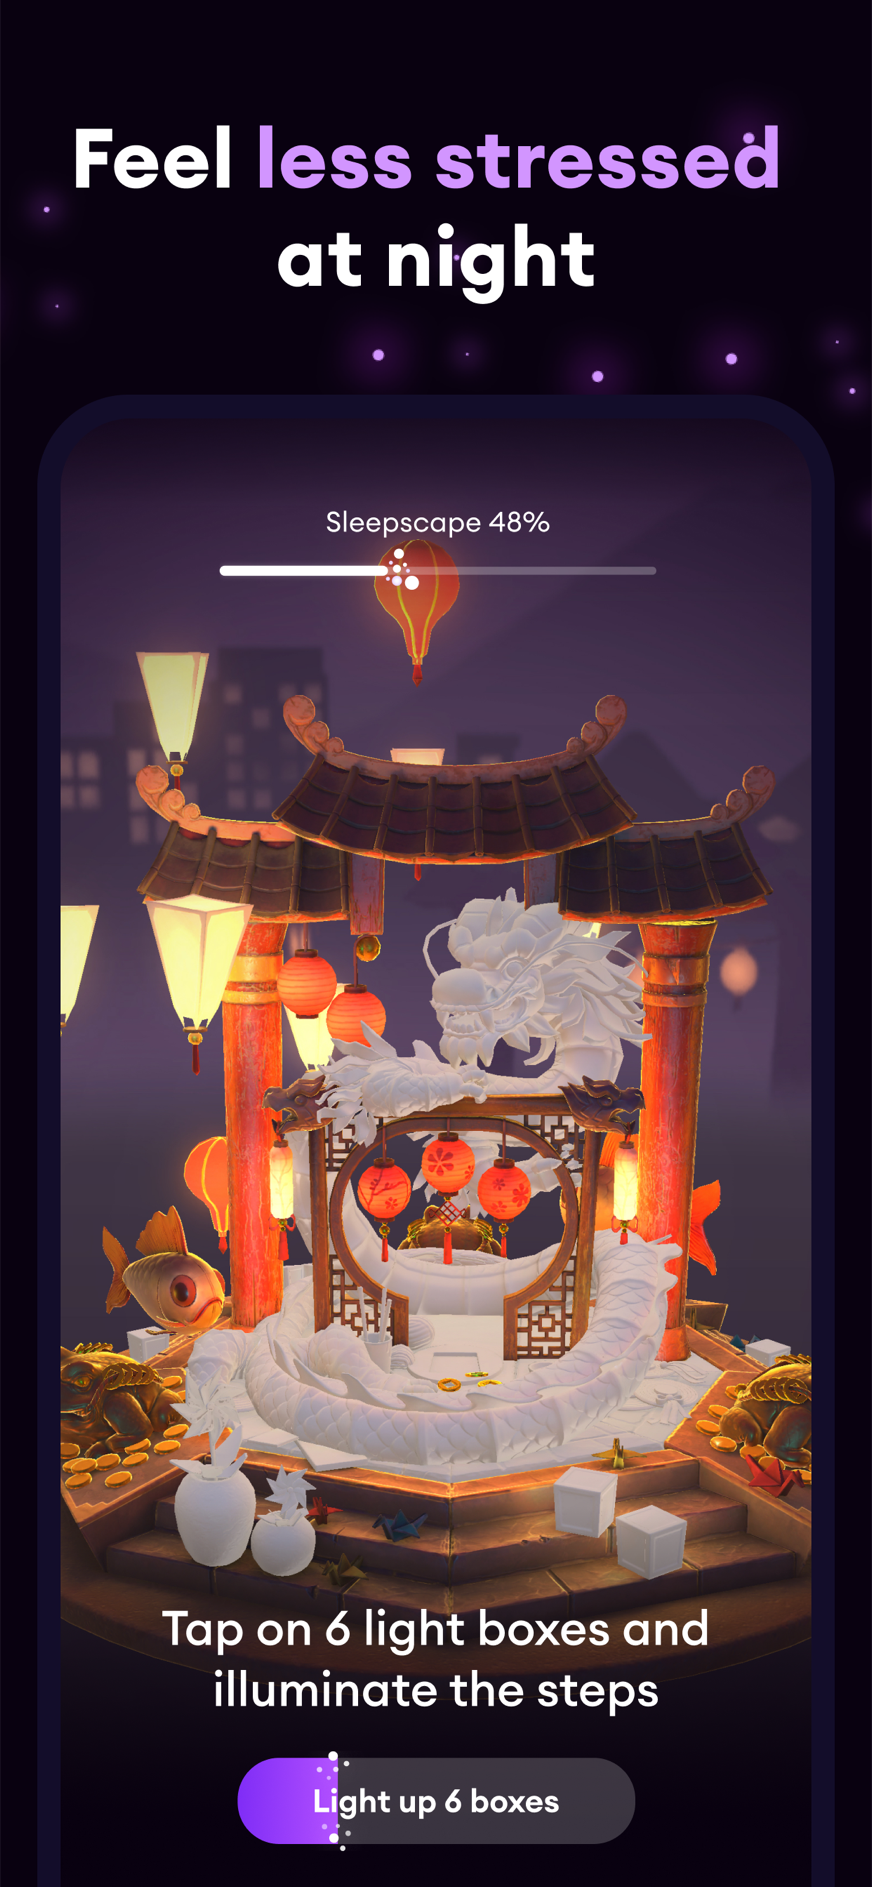 Feel less stressed
at night
Sleepscape 48%
Tap on 6 light boxes and
illuminate the steps
Light up 6 boxes